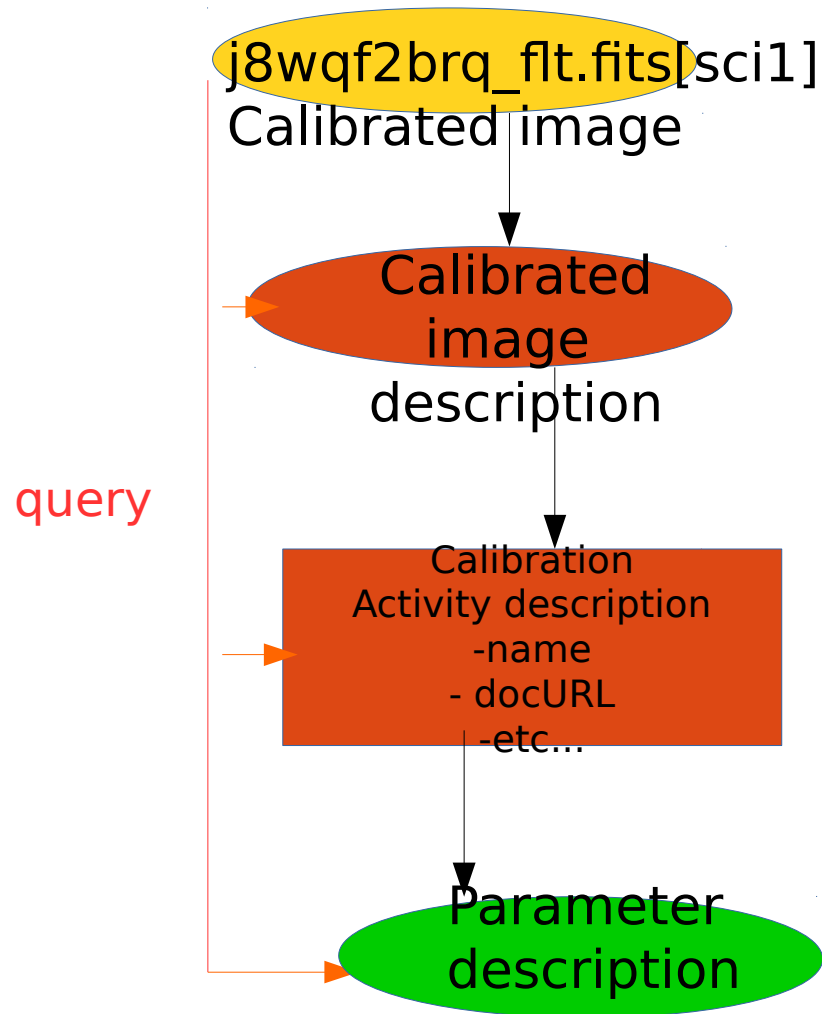 j8wqf2brq_flt.fits[sci1]
Calibrated image
Calibrated
image
description
query
Calibration
Activity description
-name
- docURL
-etc...
Parameter
description